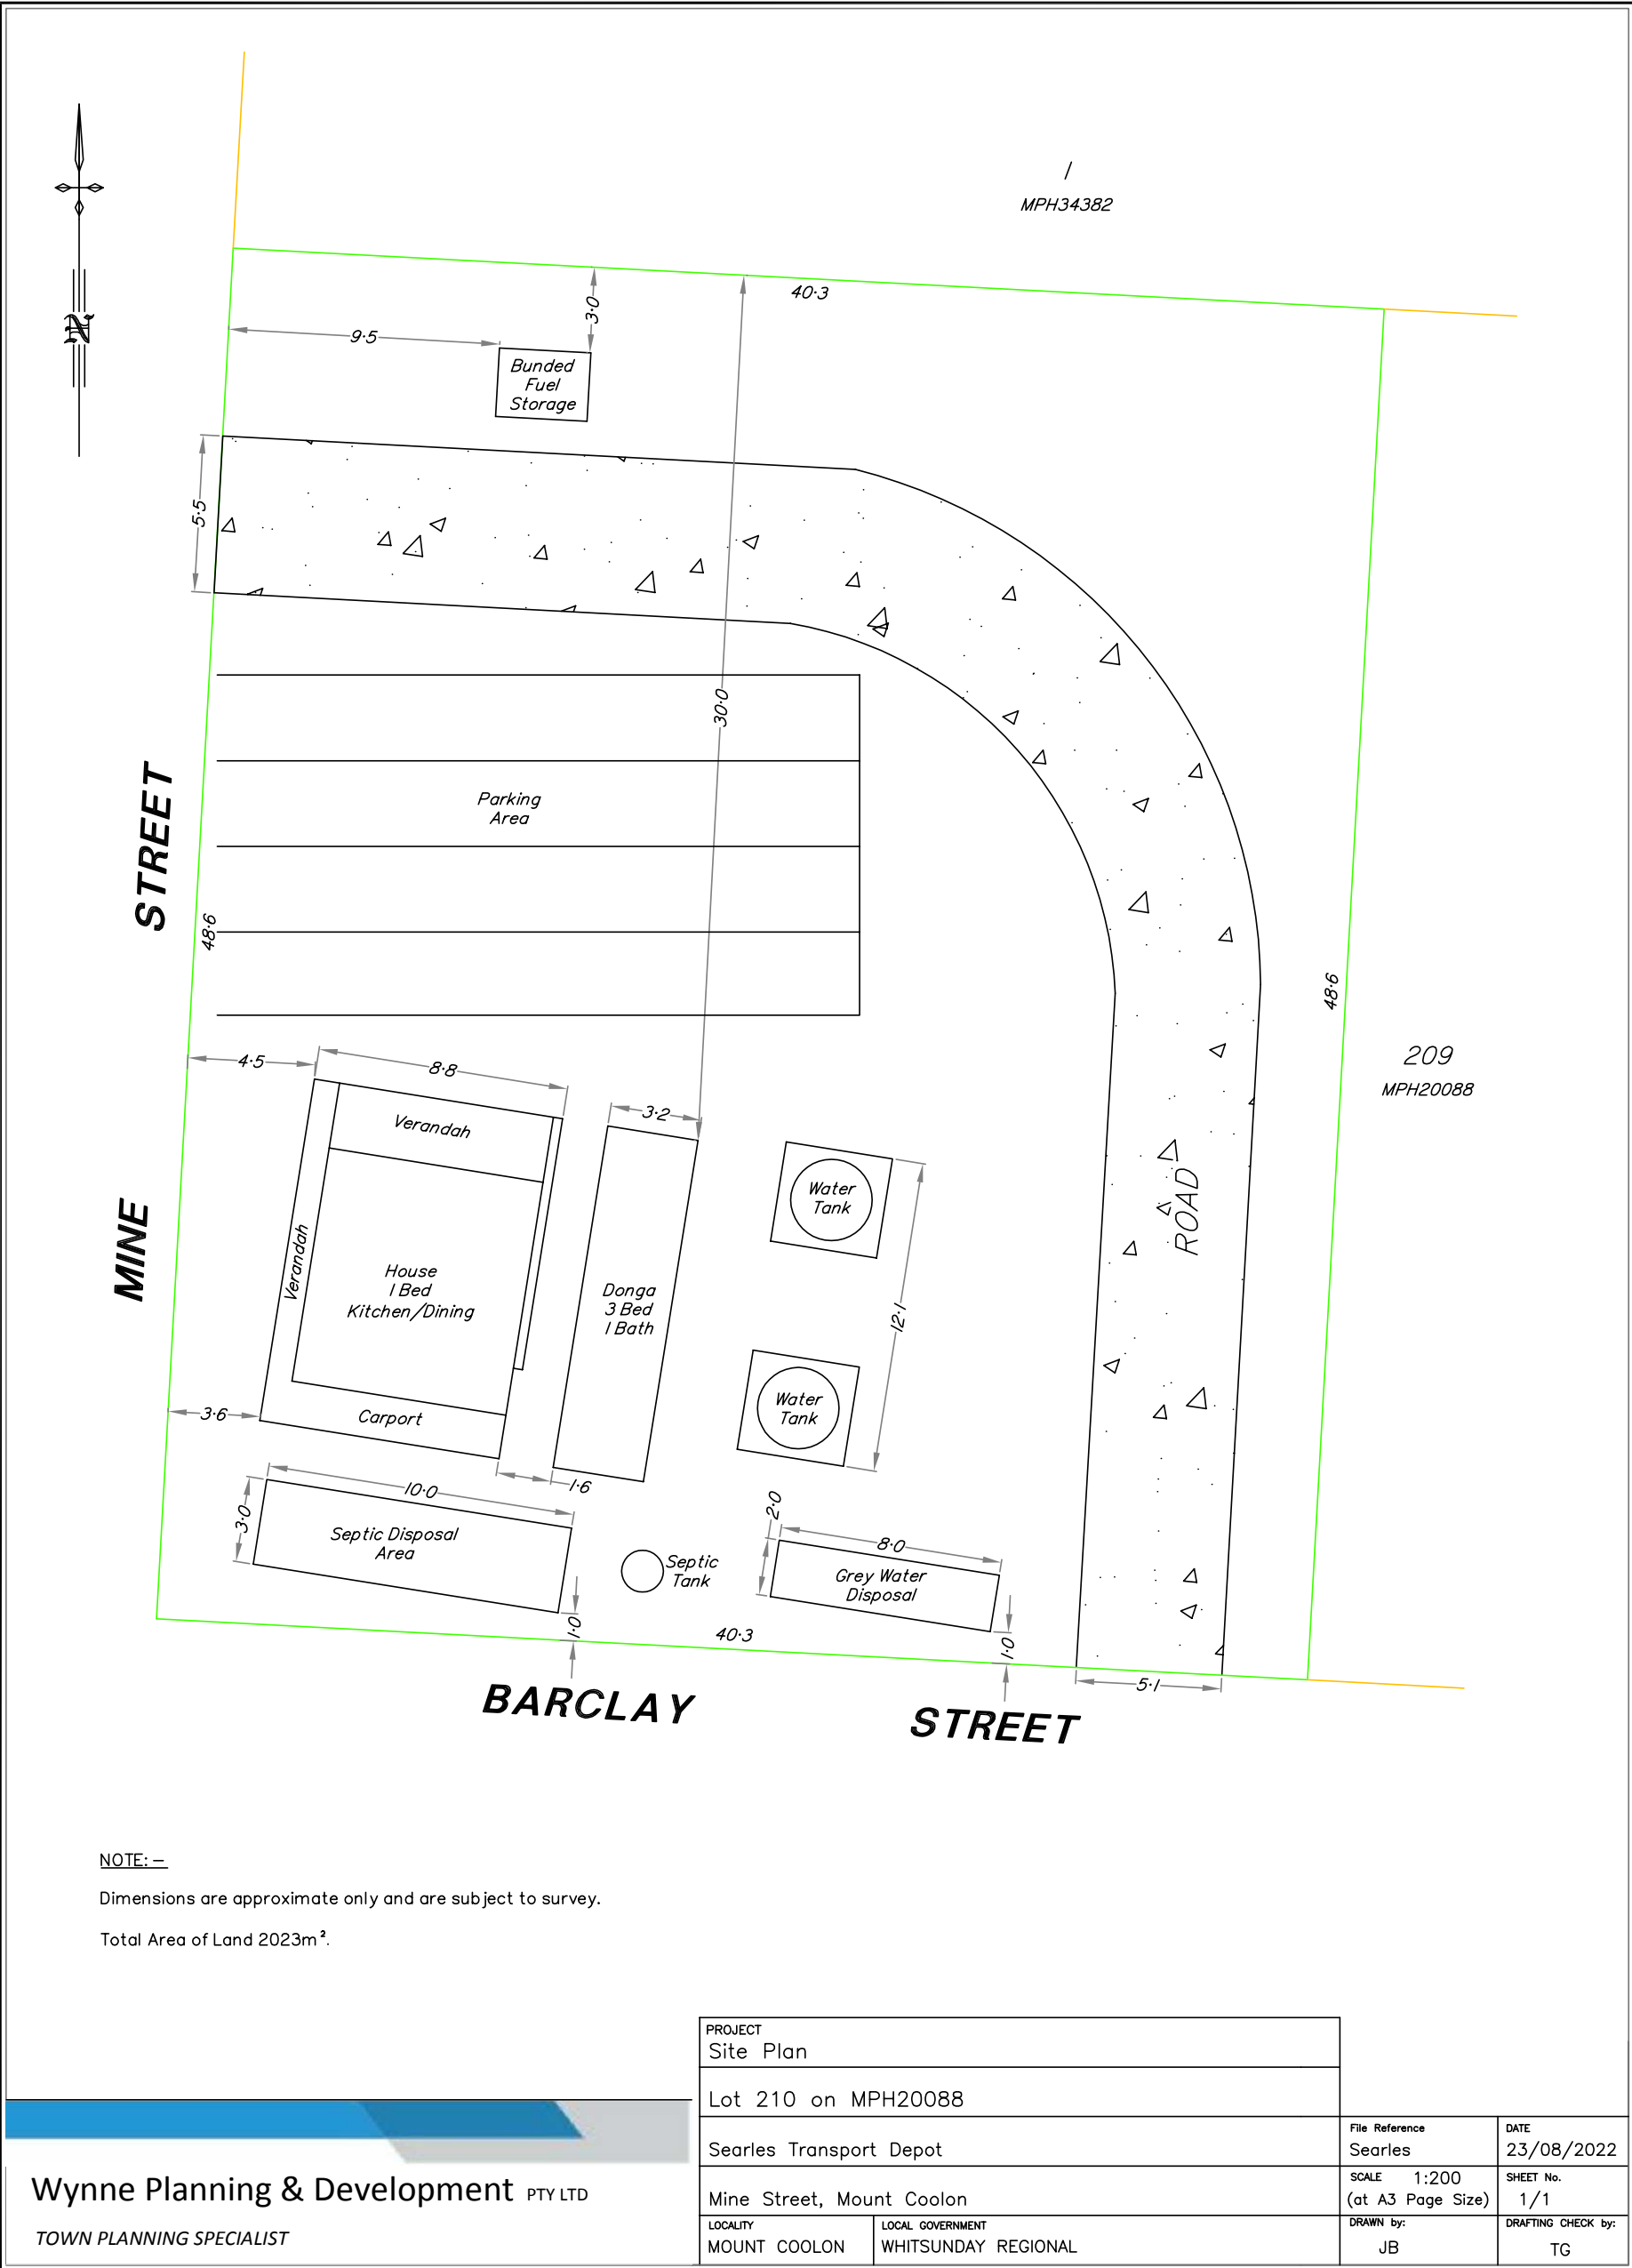 1
MPH34382
N
40·3
3·0
9·5
Bunded
Fuel
Storage
5·5
30·0
Parking
Area
STREET
48·6
48·6
209
MPH20088
4·5
8·8
3·2
Verandah
Water
Tank
ROAD
MINE
Verandah
House
1 Bed
Kitchen/Dining
Donga
3 Bed
1 Bath
12·1
Water
Tank
3·6
Carport
1·6
10·0
3·0
Septic Disposal
Area
2·0
8·0
Septic
Tank
Grey Water
Disposal
1·0
40·3
1·0
5·1
BARCLAY STREET
NOTE: –
Dimensions are approximate only and are subject to survey.
Total Area of Land 2023m².
PROJECT
Site Plan
Lot 210 on MPH20088
Searles Transport Depot
Mine Street, Mount Coolon
LOCALITY
MOUNT COOLON
LOCAL GOVERNMENT
WHITSUNDAY REGIONAL
File Reference
Searles
DATE
23/08/2022
SCALE 1:200
(at A3 Page Size)
SHEET No.
1/1
DRAWN by:
JB
DRAFTING CHECK by:
TG
Wynne Planning & Development PTY LTD
TOWN PLANNING SPECIALIST